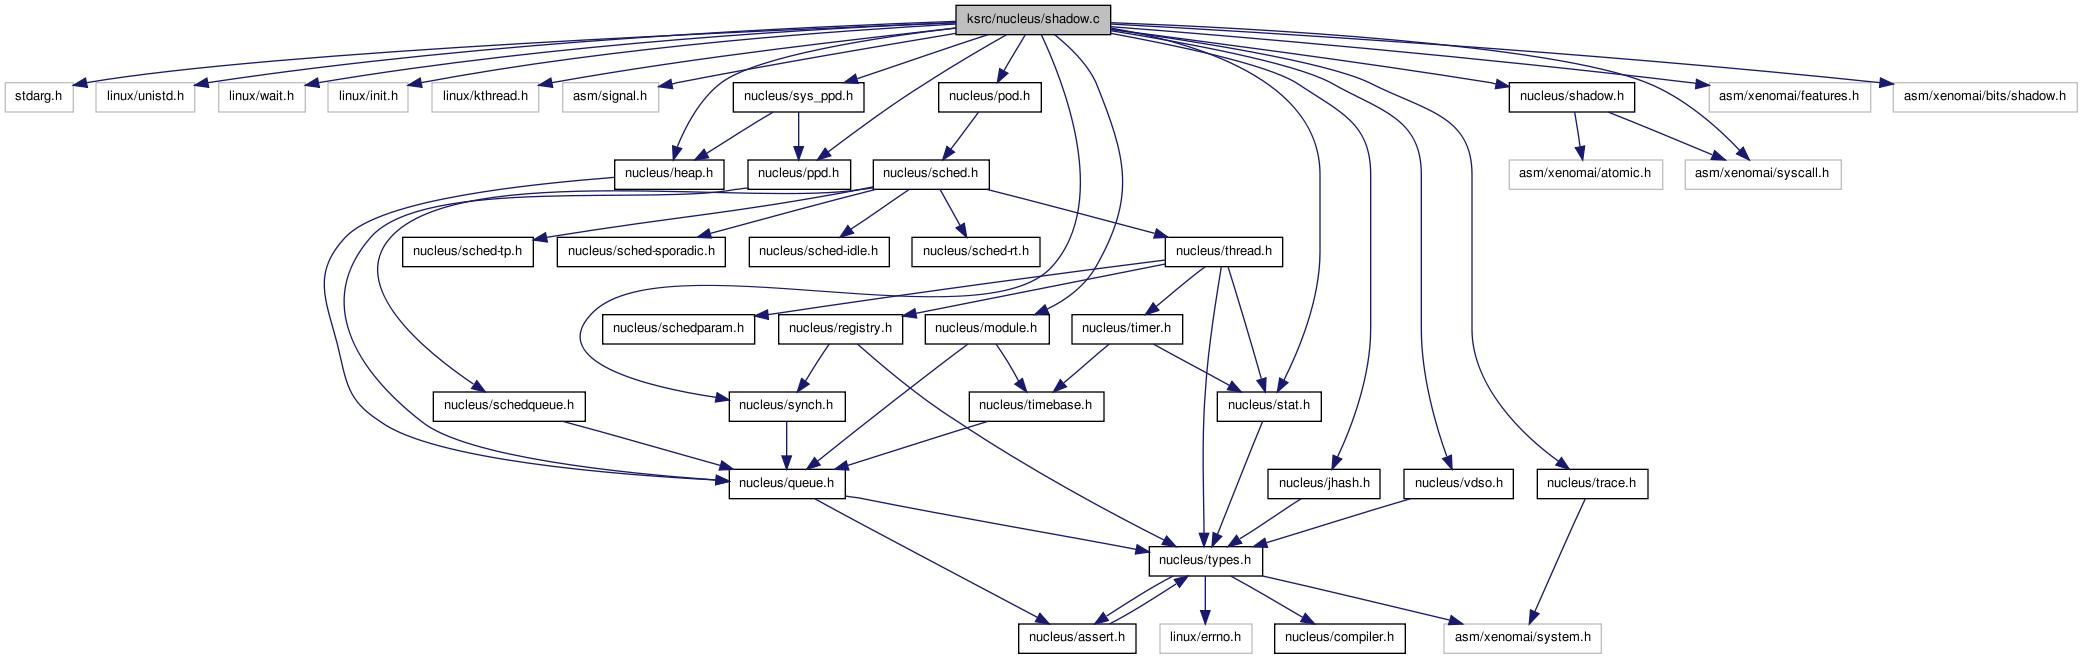 ksrc/nucleus/shadow.c
stdarg.h
linux/unistd.h
linux/wait.h
linux/init.h
linux/kthread.h
asm/signal.h
nucleus/sys_ppd.h
nucleus/pod.h
nucleus/shadow.h
asm/xenomai/features.h
asm/xenomai/bits/shadow.h
nucleus/heap.h
nucleus/ppd.h
nucleus/sched.h
asm/xenomai/atomic.h
asm/xenomai/syscall.h
nucleus/sched-tp.h
nucleus/sched-sporadic.h
nucleus/sched-idle.h
nucleus/sched-rt.h
nucleus/thread.h
nucleus/schedparam.h
nucleus/registry.h
nucleus/module.h
nucleus/timer.h
nucleus/schedqueue.h
nucleus/synch.h
nucleus/timebase.h
nucleus/stat.h
nucleus/queue.h
nucleus/jhash.h
nucleus/vdso.h
nucleus/trace.h
nucleus/types.h
nucleus/assert.h
linux/errno.h
nucleus/compiler.h
asm/xenomai/system.h